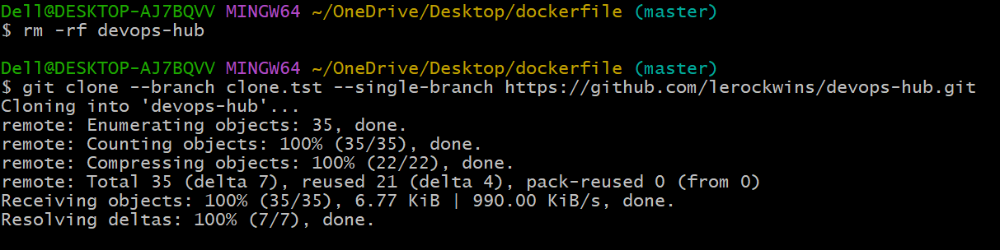 Dell@DESKTOP-AJ7BQVV MINGW64 ~/OneDrive/Desktop/dockerfile (master)
$ rm -rf devops-hub
Dell@DESKTOP-AJ7BQVV MINGW64 ~/OneDrive/Desktop/dockerfile (master)
$ git clone --branch clone.tst --single-branch https://github.com/lerockwins/devops-hub.git
Cloning into 'devops-hub'...
remote: Enumerating objects: 35, done.
remote: Counting objects: 100% (35/35), done.
remote: Compressing objects: 100% (22/22), done.
remote: Total 35 (delta 7), reused 21 (delta 4), pack-reused 0 (from 0)
Receiving objects: 100% (35/35), 6.77 KiB | 990.00 KiB/s, done.
Resolving deltas: 100% (7/7), done.